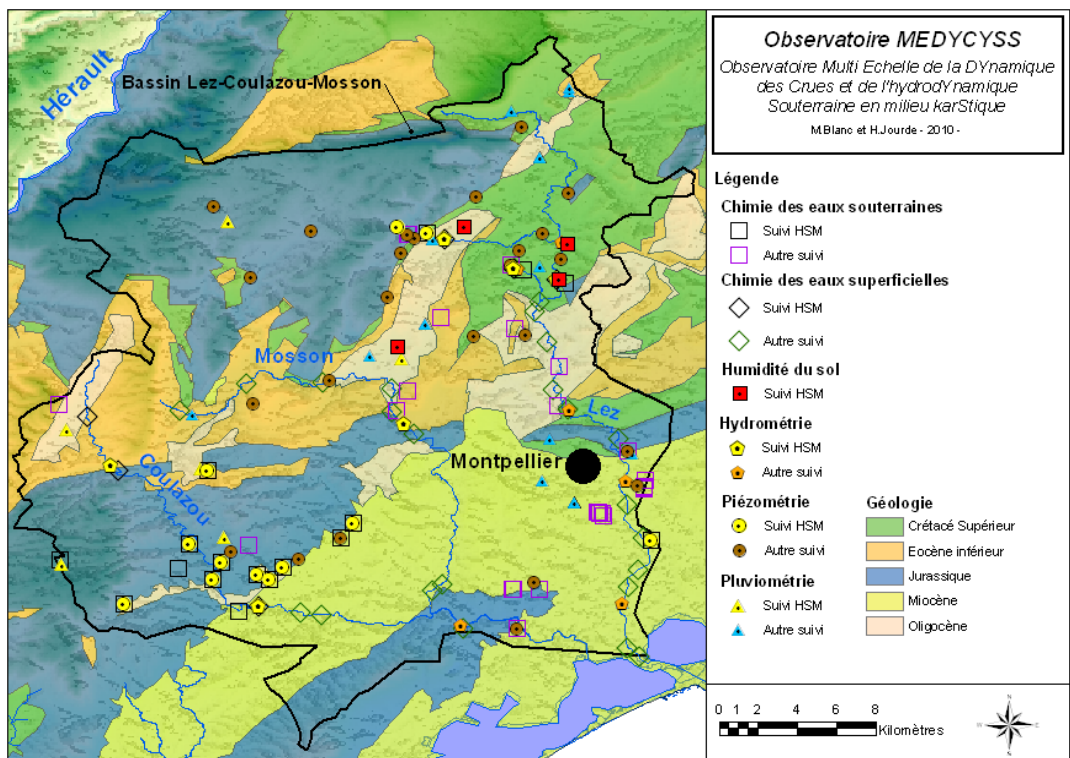 Observatoire MEDYCYSS
Observatoire Multi Echelle de la DYnamique
des Crues et de l'hydrodYnamique
Souterraine en milieu karStique
M.Blanc et H.Jourde - 2010 -
Hérault
Bassin Lez-Coulazou-Mosson
Mosson
Lez
Coulazou
Montpellier
Légende
Chimie des eaux souterraines
Suivi HSM
Autre suivi
Chimie des eaux superficielles
Suivi HSM
Autre suivi
Humidité du sol
Suivi HSM
Hydrométrie
Suivi HSM
Autre suivi
Piézométrie
Suivi HSM
Autre suivi
Pluviométrie
Suivi HSM
Autre suivi
Géologie
Crétacé Supérieur
Eocène inférieur
Jurassique
Miocène
Oligocène
0 1 2 4 6 8
Kilomètres
N
W E
S